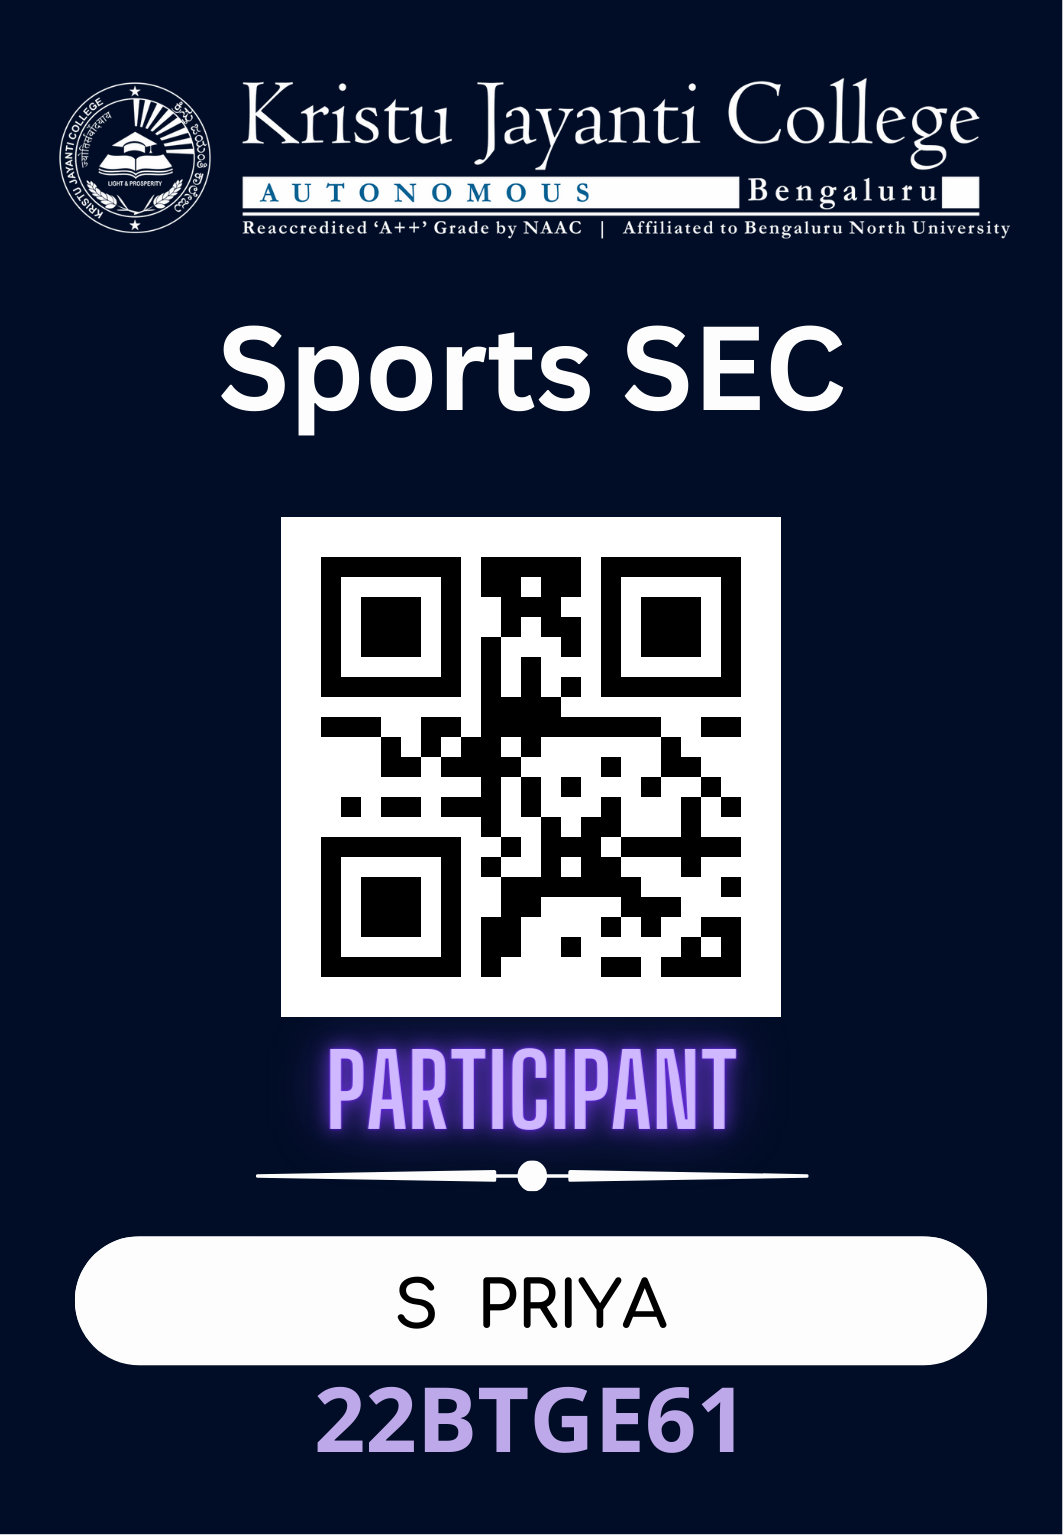 Kristu Jayanti College
AUTONOMOUS Bengaluru
Reaccredited ‘A++’ Grade by NAAC | Affiliated to Bengaluru North University
KRISTU JAYANTI COLLEGE
LIGHT & PROSPERITY
Sports SEC
PARTICIPANT
S PRIYA
22BTGE61